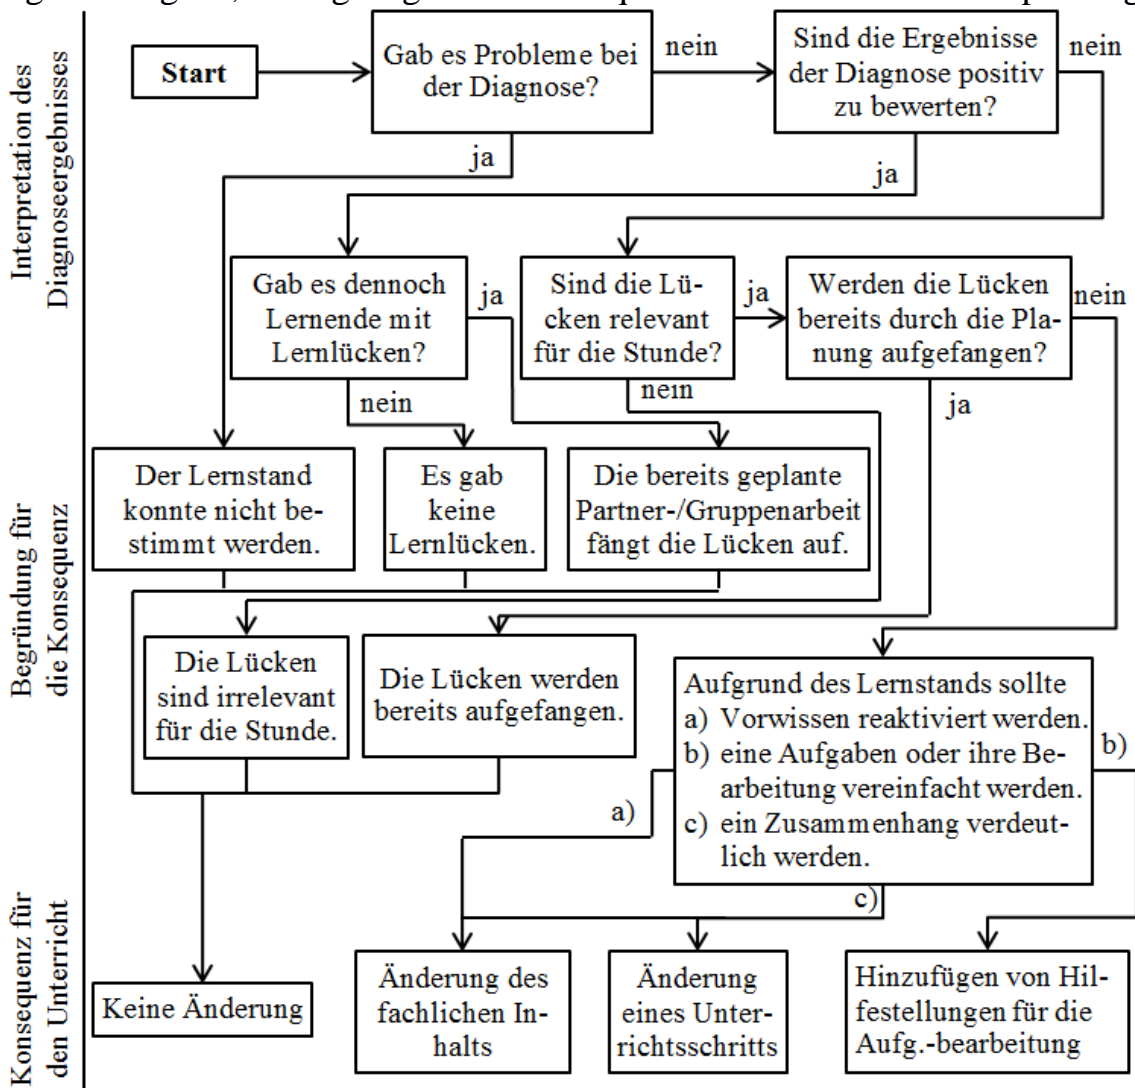 Start
Gab es Probleme bei
der Diagnose?
nein
Sind die Ergebnisse
der Diagnose positiv
zu bewerten?
nein
ja
ja
Interpretation des
Diagnoseergebnisses
Gab es dennoch
Lernende mit
Lernlücken?
ja
Sind die Lü-
cken relevant
für die Stunde?
ja
Werden die Lücken
bereits durch die Pla-
nung aufgefangen?
nein
nein
nein
ja
Begründung für
die Konsequenz
Der Lernstand
konnte nicht be-
stimmt werden.
Es gab
keine
Lernlücken.
Die bereits geplante
Partner-/Gruppenarbeit
fängt die Lücken auf.
Die Lücken
sind irrelevant
für die Stunde.
Die Lücken werden
bereits aufgefangen.
Aufgrund des Lernstands sollte
a) Vorwissen reaktiviert werden.
b) eine Aufgaben oder ihre Be-
arbeitung vereinfacht werden.
c) ein Zusammenhang verdeut-
lich werden.
a)
b)
c)
Konsequenz für
den Unterricht
Keine Änderung
Änderung des
fachlichen In-
halts
Änderung
eines Unter-
richtsschritts
Hinzufügen von Hil-
festellungen für die
Aufg.-bearbeitung